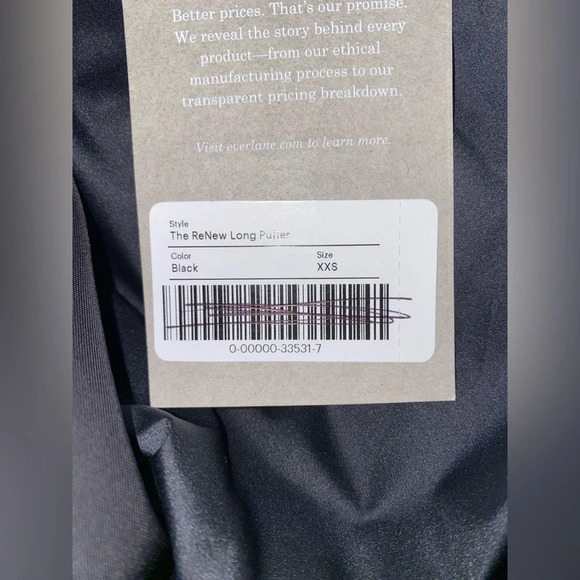 Better prices. That's our promise.
We reveal the story behind every
product—from our ethical
manufacturing process to our
transparent pricing breakdown.
Visit everlane.com to learn more.
Style
The ReNew Long Puffer
Color
Size
Black
XXS
0-00000-33531-7